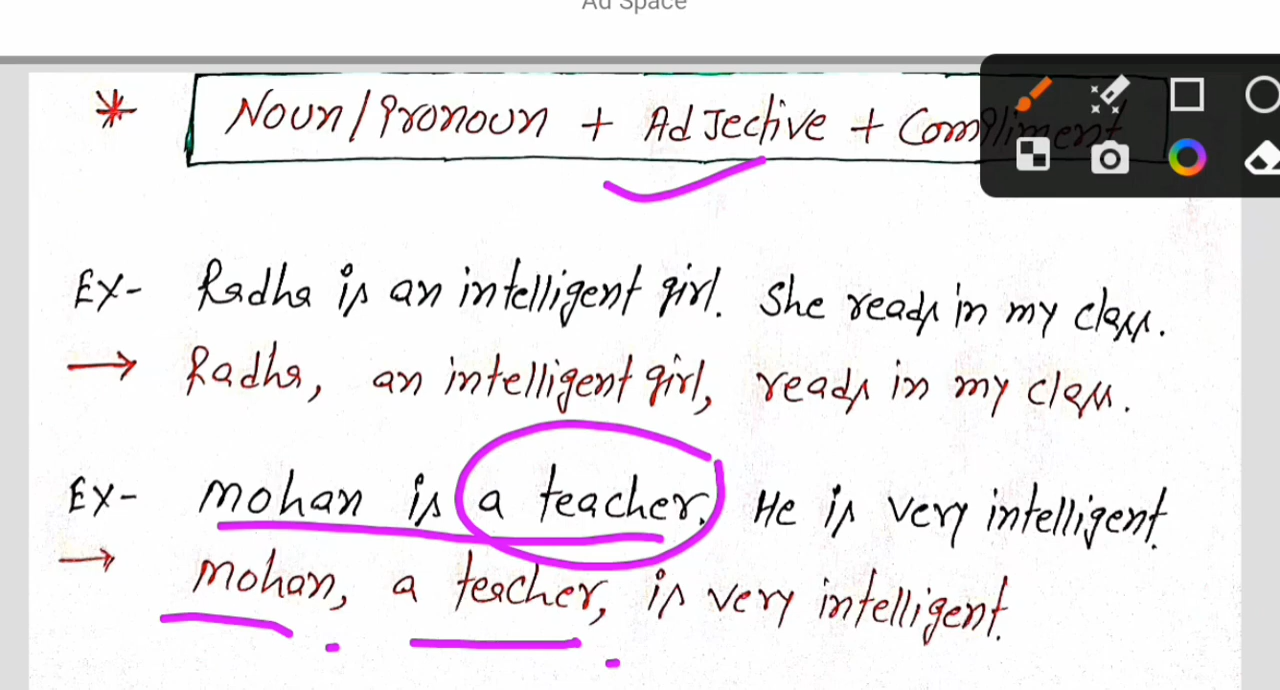 Ad Space
* Noun/Pronoun + Adjective + Compliment
Ex- Radha is an intelligent girl. She reads in my class.
→ Radha, an intelligent girl, reads in my class.
Ex- mohan is a teacher. He is very intelligent.
→ mohan, a teacher, is very intelligent.